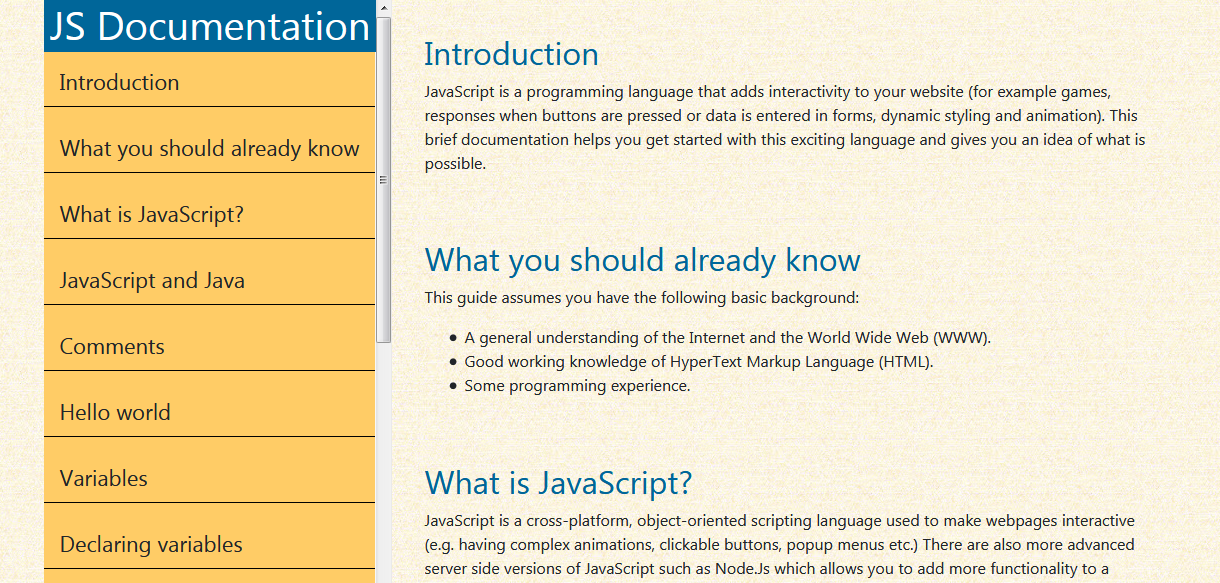 JS Documentation
Introduction
What you should already know
What is JavaScript?
JavaScript and Java
Comments
Hello world
Variables
Declaring variables
Introduction
JavaScript is a programming language that adds interactivity to your website (for example games,
responses when buttons are pressed or data is entered in forms, dynamic styling and animation). This
brief documentation helps you get started with this exciting language and gives you an idea of what is
possible.
What you should already know
This guide assumes you have the following basic background:
• A general understanding of the Internet and the World Wide Web (WWW).
• Good working knowledge of HyperText Markup Language (HTML).
• Some programming experience.
What is JavaScript?
JavaScript is a cross-platform, object-oriented scripting language used to make webpages interactive
(e.g. having complex animations, clickable buttons, popup menus etc.) There are also more advanced
server side versions of JavaScript such as Node.Js which allows you to add more functionality to a